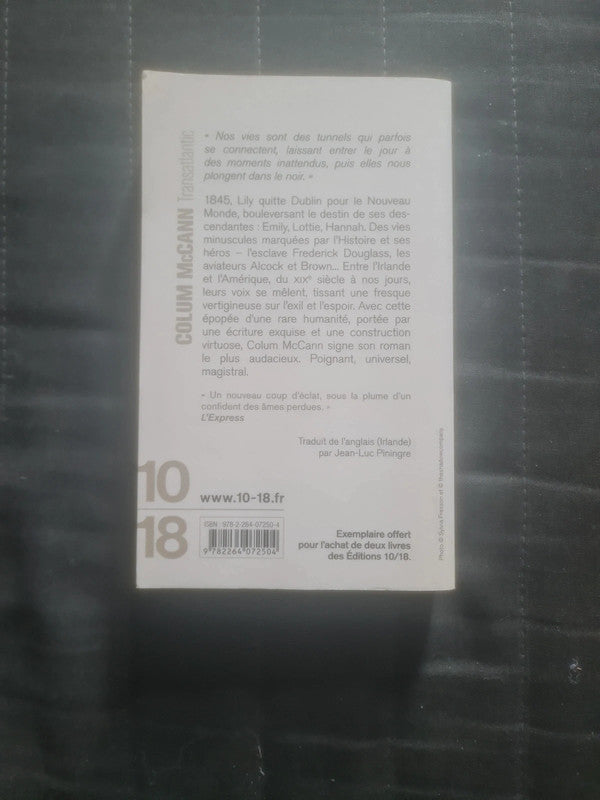 COLUM McCANN Transatlantic
« Nos vies sont des tunnels qui parfois
se connectent, laissant entrer le jour à
des moments inattendus, puis elles nous
plongent dans le noir. »
1845, Lily quitte Dublin pour le Nouveau
Monde, bouleversant le destin de ses des-
cendantes : Emily, Lottie, Hannah. Des vies
minuscules marquées par l'Histoire et ses
héros – l'esclave Frederick Douglass, les
aviateurs Alcock et Brown... Entre l'Irlande
et l'Amérique, du XIXe siècle à nos jours,
leurs voix se mêlent, tissant une fresque
vertigineuse sur l'exil et l'espoir. Avec cette
épopée d'une rare humanité, portée par
une écriture exquise et une construction
virtuose, Colum McCann signe son roman
le plus audacieux. Poignant, universel,
magistral.
« Un nouveau coup d'éclat, sous la plume d'un
confident des âmes perdues. »
L'Express
Traduit de l'anglais (Irlande)
par Jean-Luc Piningre
10
18
www.10-18.fr
ISBN 978-2-264-07250-4
9 782264 072504
Exemplaire offert
pour l'achat de deux livres
des Éditions 10/18.
Photo: © Sylvia Fresson et ©